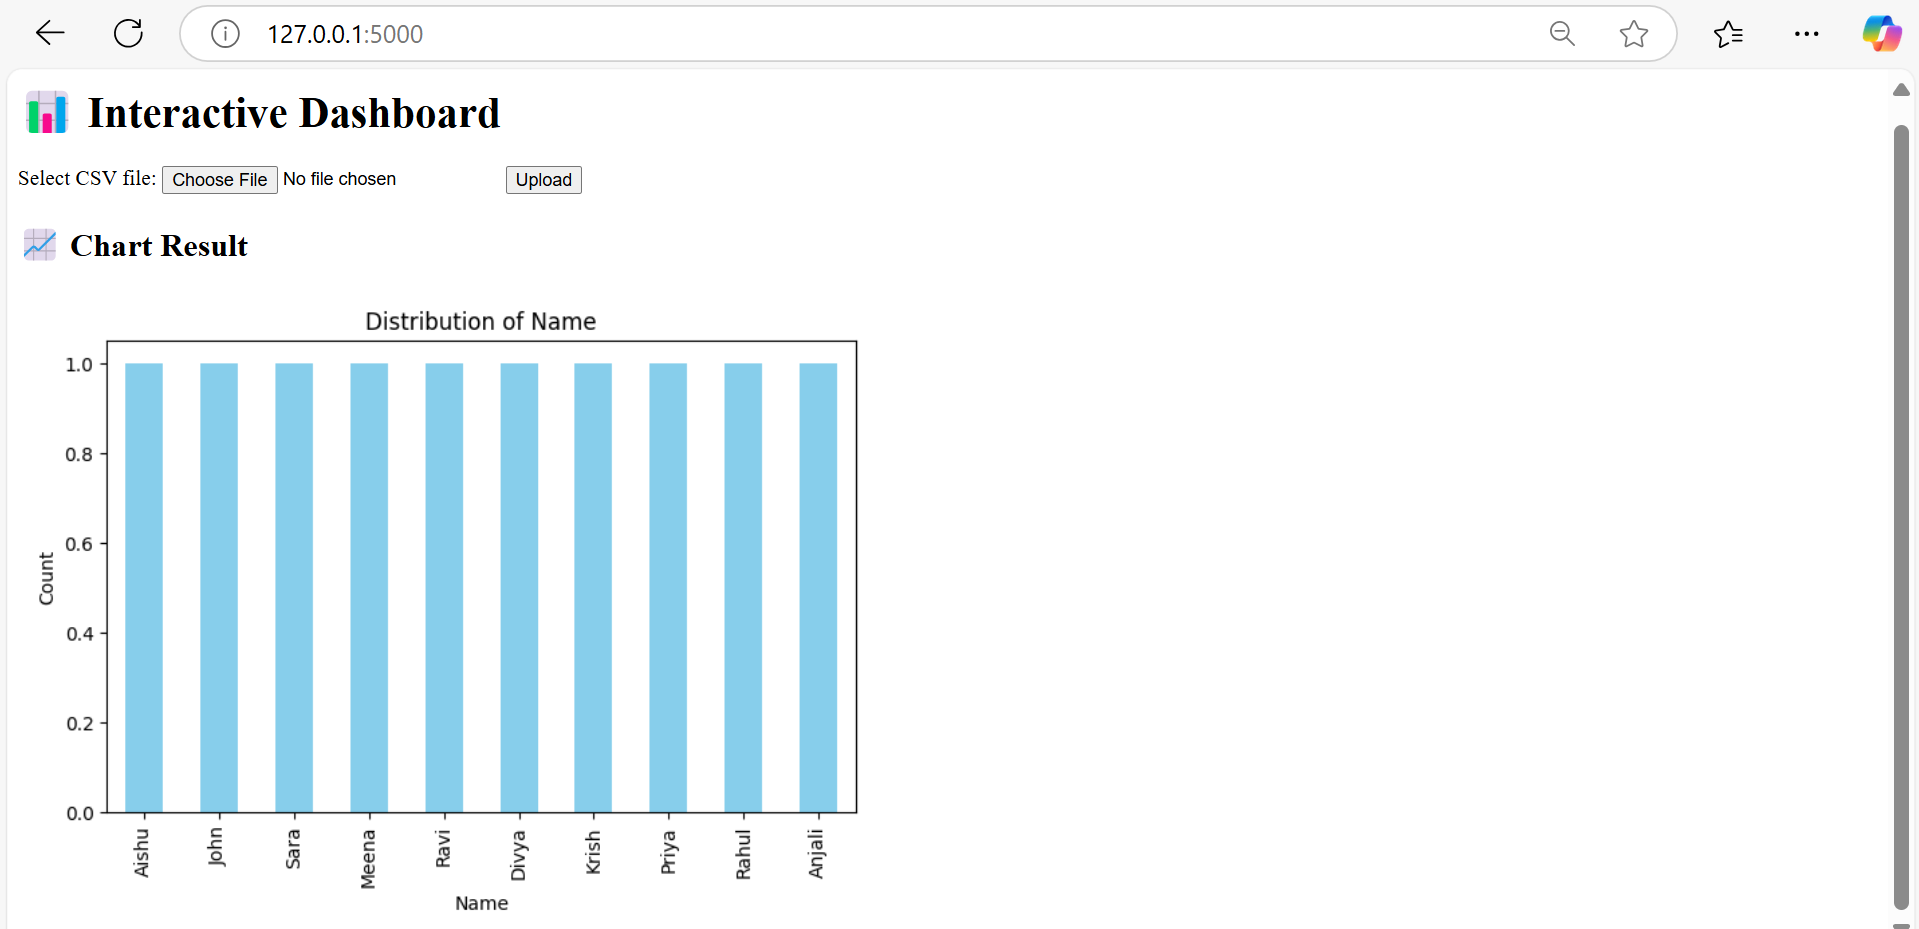 127.0.0.1:5000
Interactive Dashboard
Select CSV file: Choose File No file chosen Upload
Chart Result
Distribution of Name
1.0
0.8
0.6
0.4
0.2
0.0
Count
Aishu John Sara Meena Ravi Divya Krish Priya Rahul Anjali
Name